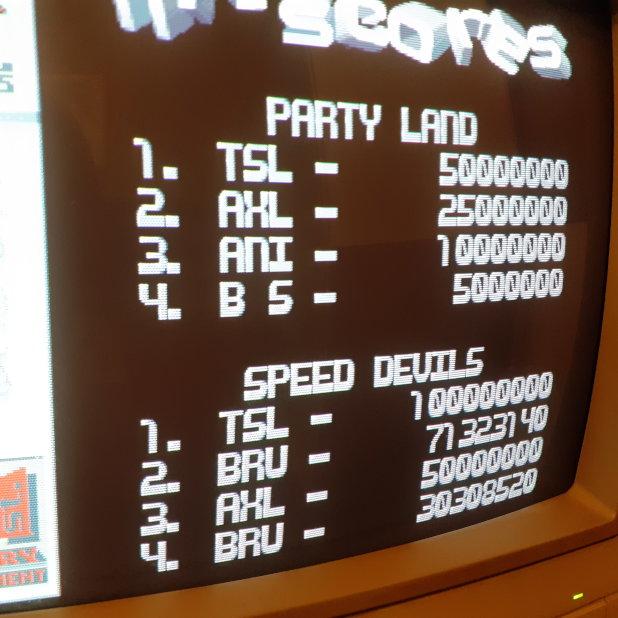 scores
PARTY LAND
1. TSL - 50000000
2. AXL - 25000000
3. ANI - 10000000
4. B S - 5000000
SPEED DEVILS
1. TSL - 100000000
2. BRU - 71323140
3. AXL - 50000000
4. BRU - 30308520